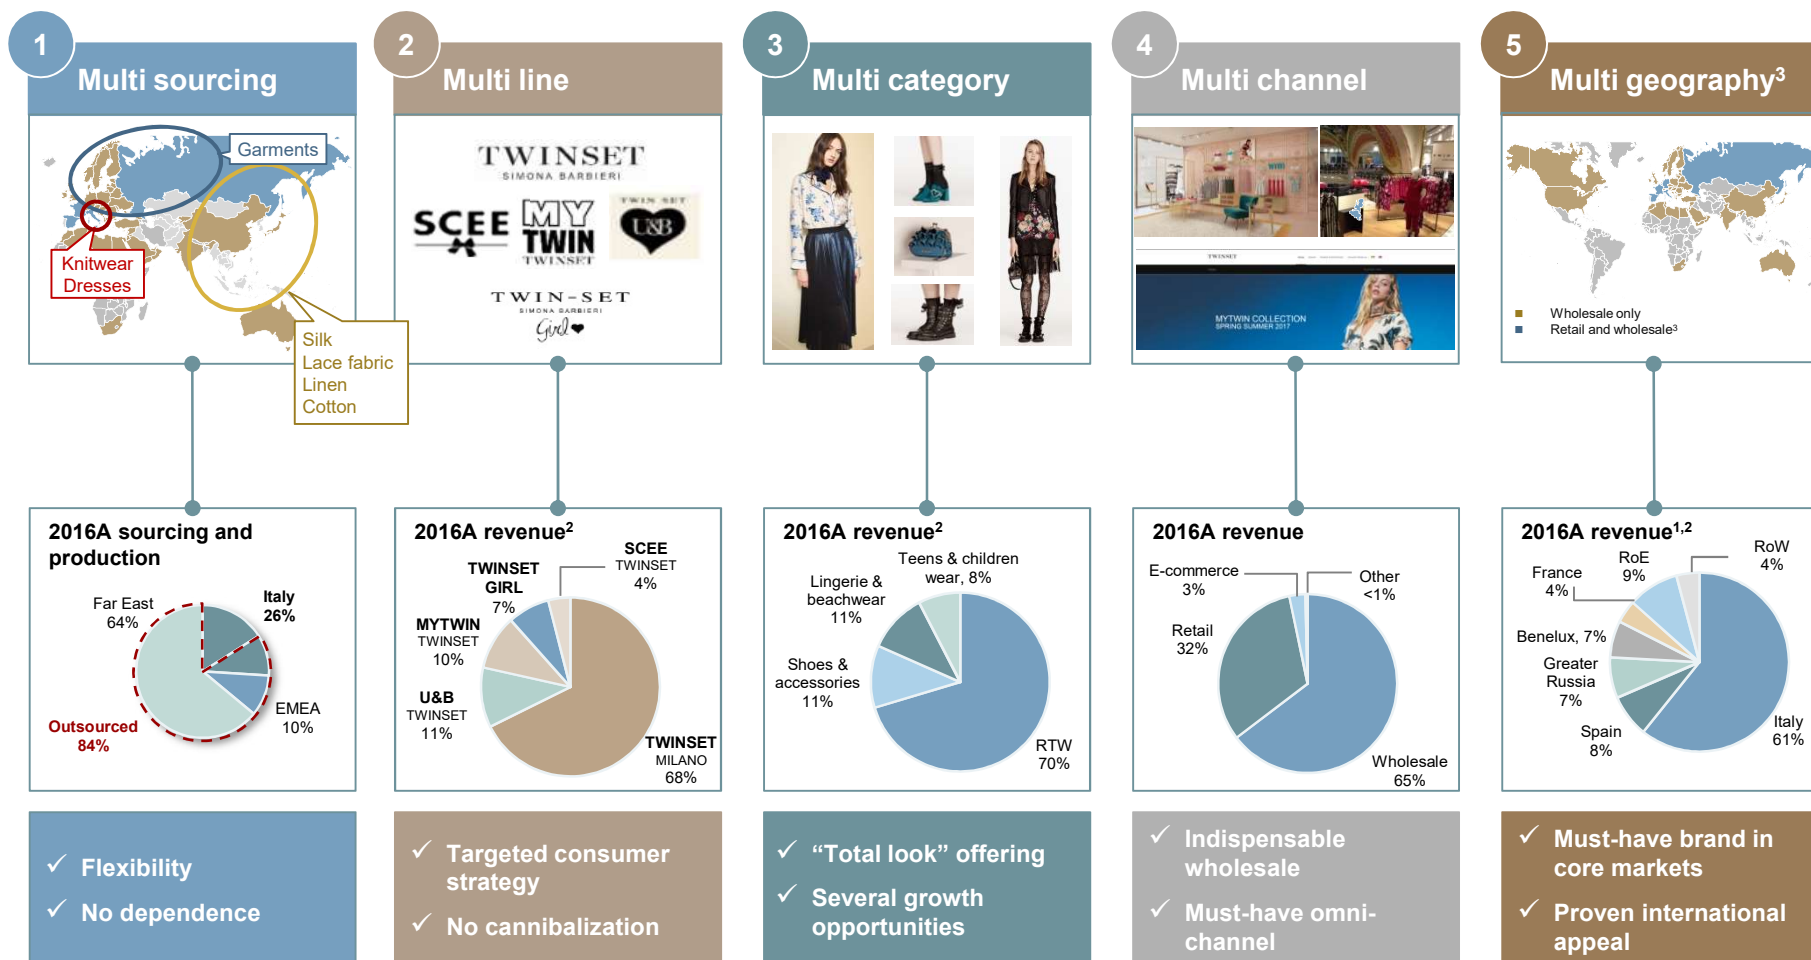 1
Multi sourcing
Garments
Knitwear
Dresses
Silk
Lace fabric
Linen
Cotton
2016A sourcing and
production
Far East
64%
Italy
26%
EMEA
10%
Outsourced
84%
Flexibility
No dependence
2
Multi line
TWINSET
SIMONA BARBIERI
SCEE
MY
TWIN
TWINSET
TWIN SET
U&B
TWIN-SET
SIMONA BARBIERI
Girl
2016A revenue2
SCEE
TWINSET
4%
TWINSET
GIRL
7%
MYTWIN
TWINSET
10%
U&B
TWINSET
11%
TWINSET
MILANO
68%
Targeted consumer
strategy
No cannibalization
3
Multi category
2016A revenue2
Teens & children
wear, 8%
Lingerie &
beachwear
11%
Shoes &
accessories
11%
RTW
70%
“Total look” offering
Several growth
opportunities
4
Multi channel
TWINSET
MYTWIN COLLECTION
SPRING SUMMER 2017
2016A revenue
E-commerce
3%
Other
<1%
Retail
32%
Wholesale
65%
Indispensable
wholesale
Must-have omni-
channel
5
Multi geography3
Wholesale only
Retail and wholesale3
2016A revenue1,2
RoW
4%
RoE
9%
France
4%
Benelux, 7%
Greater
Russia
7%
Spain
8%
Italy
61%
Must-have brand in
core markets
Proven international
appeal